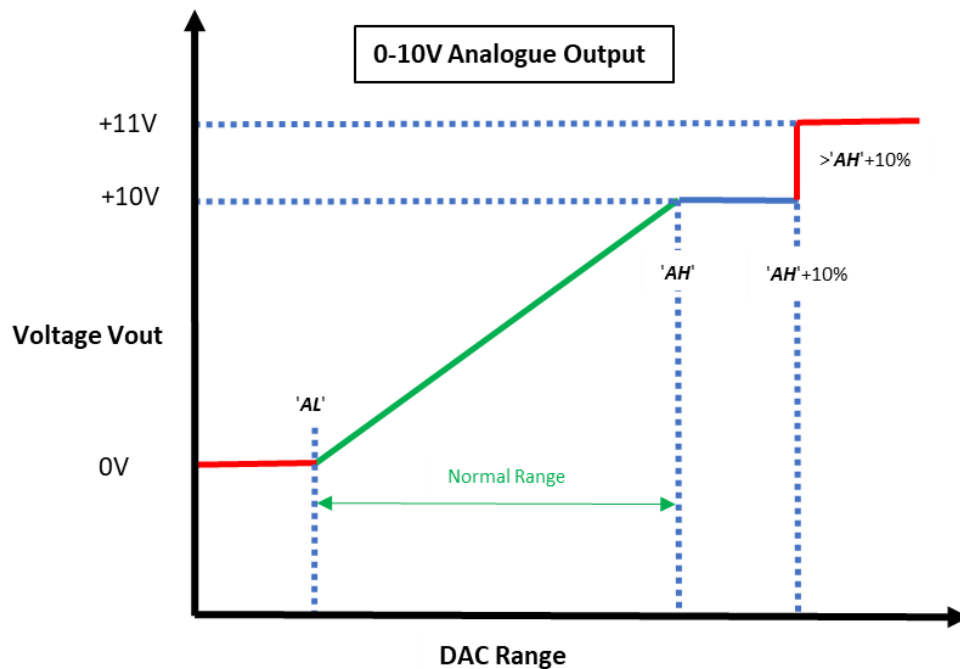 0-10V Analogue Output
+11V
>'AH'+10%
+10V
'AH'
'AH'+10%
Voltage Vout
'AL'
0V
Normal Range
DAC Range